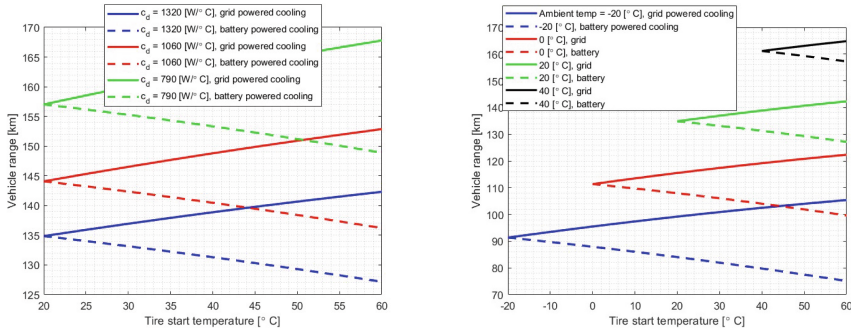 c_d = 1320 [W/° C], grid powered cooling
c_d = 1320 [W/° C], battery powered cooling
c_d = 1060 [W/° C], grid powered cooling
c_d = 1060 [W/° C], battery powered cooling
c_d = 790 [W/° C], grid powered cooling
c_d = 790 [W/° C], battery powered cooling
170
165
160
155
150
145
140
135
130
125
Vehicle range [km]
20 25 30 35 40 45 50 55 60
Tire start temperature [° C]
Ambient temp = -20 [° C], grid powered cooling
-20 [° C], battery powered cooling
0 [° C], grid
0 [° C], battery
20 [° C], grid
20 [° C], battery
40 [° C], grid
40 [° C], battery
170
160
150
140
130
120
110
100
90
80
70
Vehicle range [km]
-20 -10 0 10 20 30 40 50 60
Tire start temperature [° C]